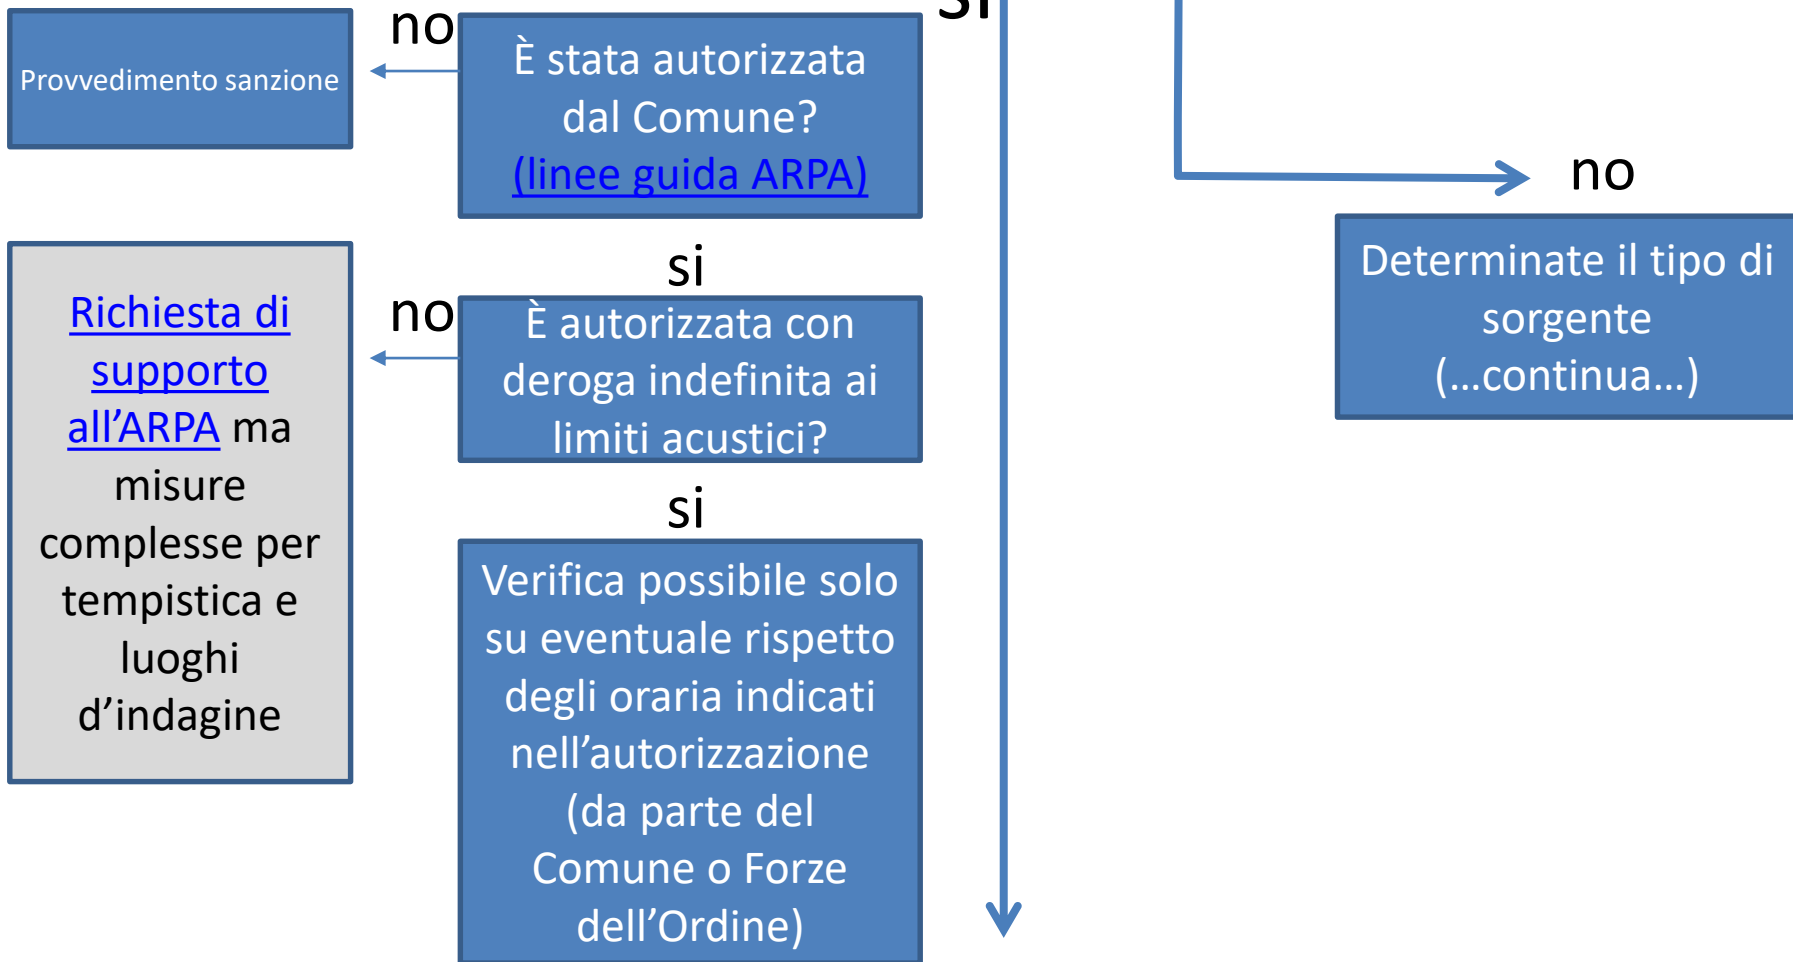 si
no
Provvedimento sanzione
È stata autorizzata
dal Comune?
(linee guida ARPA)
no
Determinate il tipo di
sorgente
(...continua...)
si
no
È autorizzata con
deroga indefinita ai
limiti acustici?
Richiesta di
supporto
all’ARPA ma
misure
complesse per
tempistica e
luoghi
d’indagine
si
Verifica possibile solo
su eventuale rispetto
degli oraria indicati
nell’autorizzazione
(da parte del
Comune o Forze
dell’Ordine)